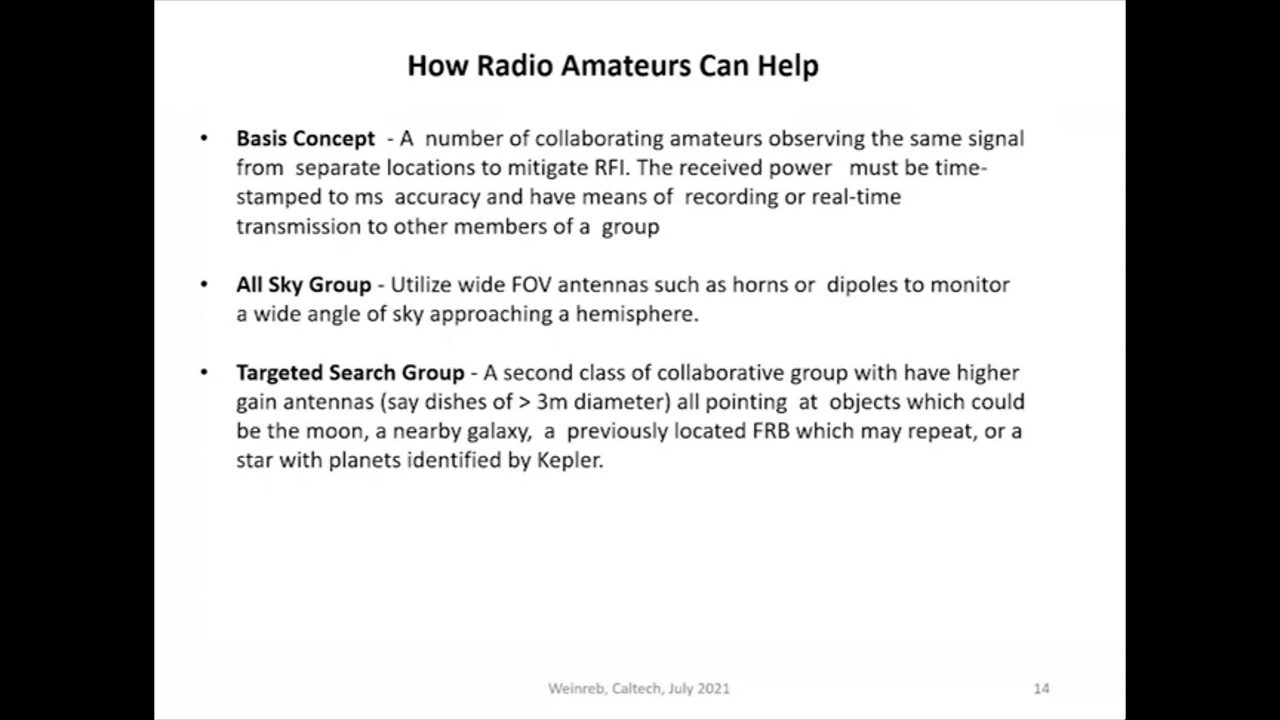 How Radio Amateurs Can Help
• Basis Concept - A number of collaborating amateurs observing the same signal
from separate locations to mitigate RFI. The received power must be time-
stamped to ms accuracy and have means of recording or real-time
transmission to other members of a group
• All Sky Group - Utilize wide FOV antennas such as horns or dipoles to monitor
a wide angle of sky approaching a hemisphere.
• Targeted Search Group - A second class of collaborative group with have higher
gain antennas (say dishes of > 3m diameter) all pointing at objects which could
be the moon, a nearby galaxy, a previously located FRB which may repeat, or a
star with planets identified by Kepler.
Weinreb, Caltech, July 2021
14